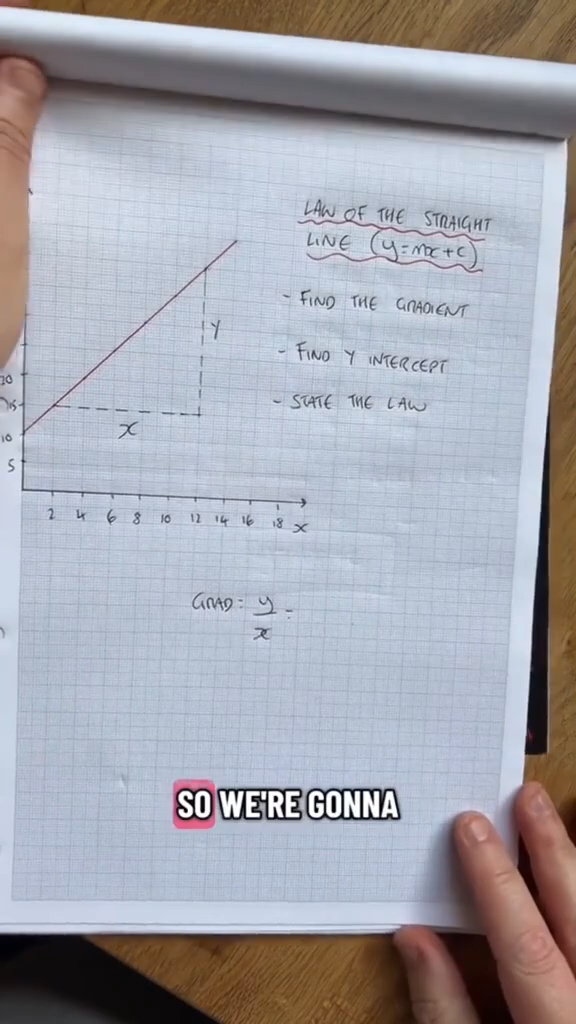 LAW OF THE STRAIGHT
LINE (y=mx+c)
- FIND THE GRADIENT
- FIND Y INTERCEPT
- STATE THE LAW
y
x
20
15
10
5
2 4 6 8 10 12 14 16 18 x
GRAD = y =
x
SO WE'RE GONNA